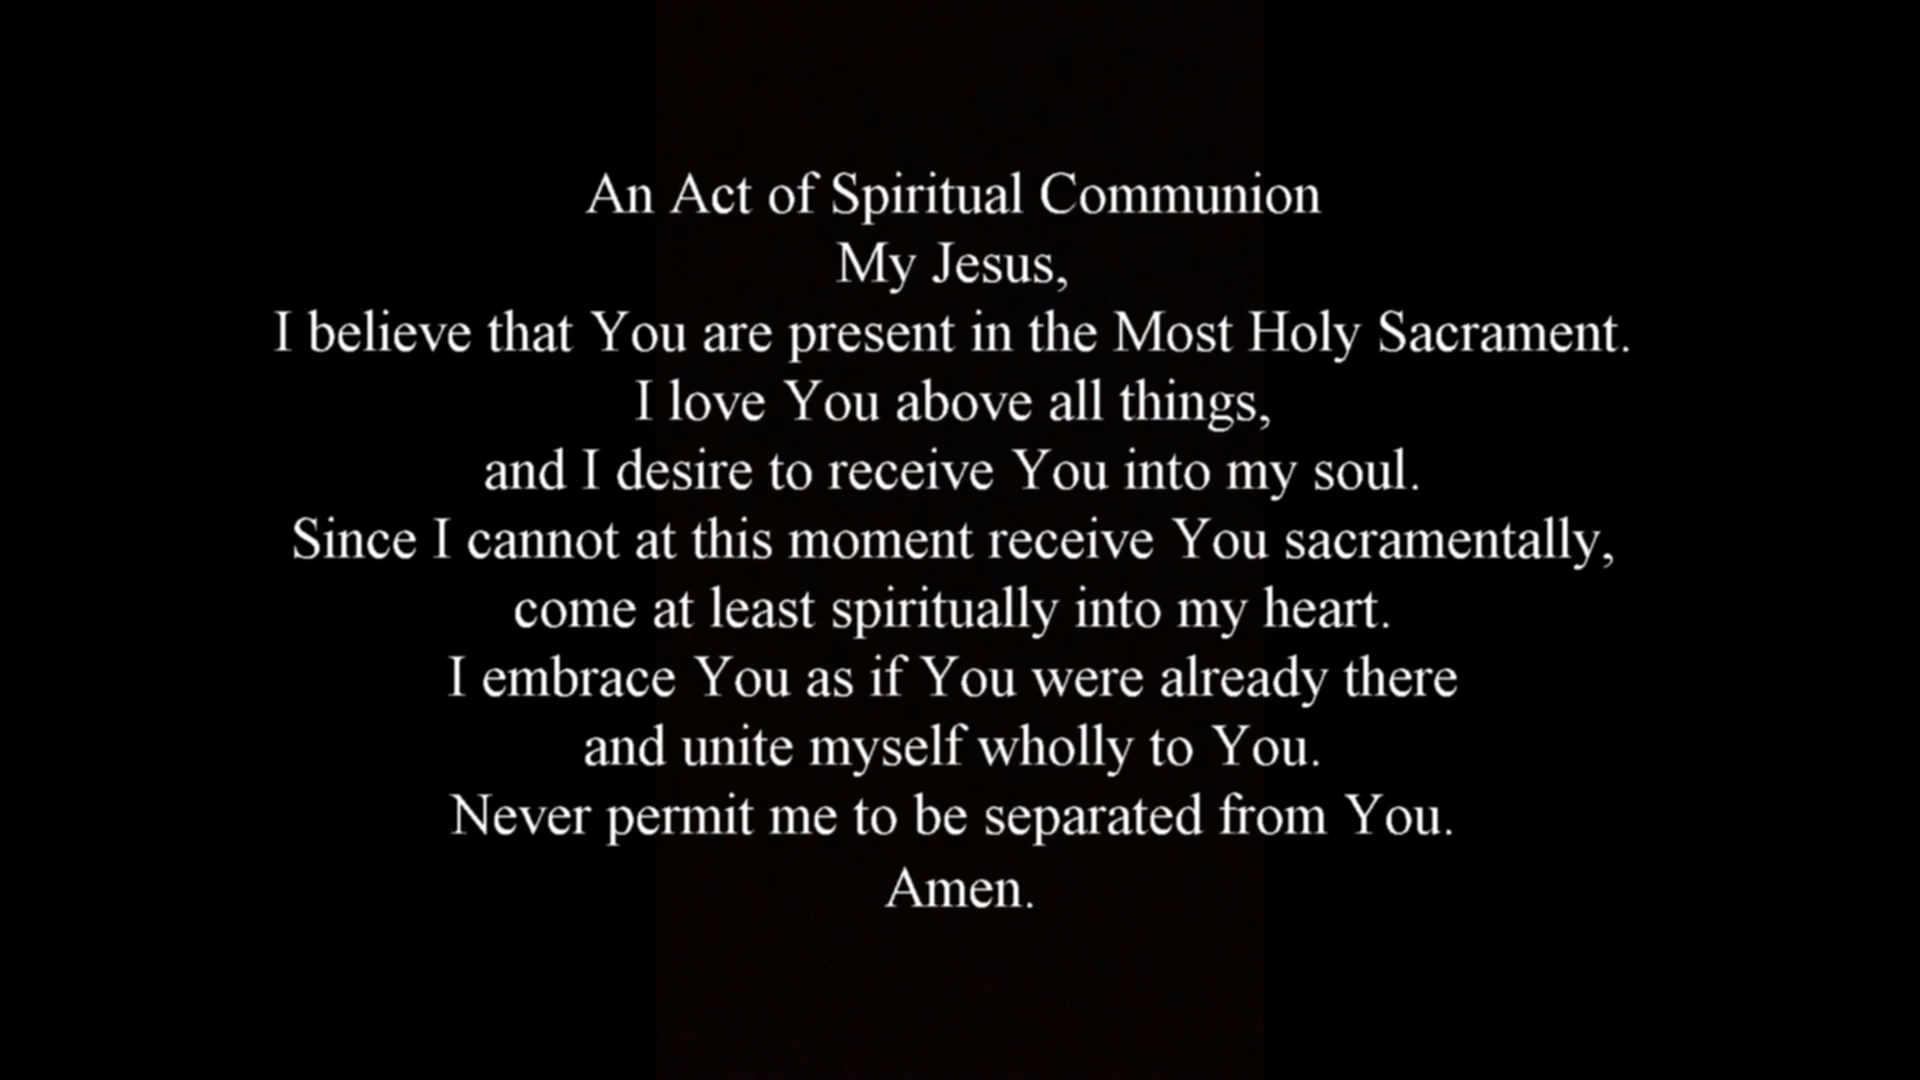 An Act of Spiritual Communion
My Jesus,
I believe that You are present in the Most Holy Sacrament.
I love You above all things,
and I desire to receive You into my soul.
Since I cannot at this moment receive You sacramentally,
come at least spiritually into my heart.
I embrace You as if You were already there
and unite myself wholly to You.
Never permit me to be separated from You.
Amen.